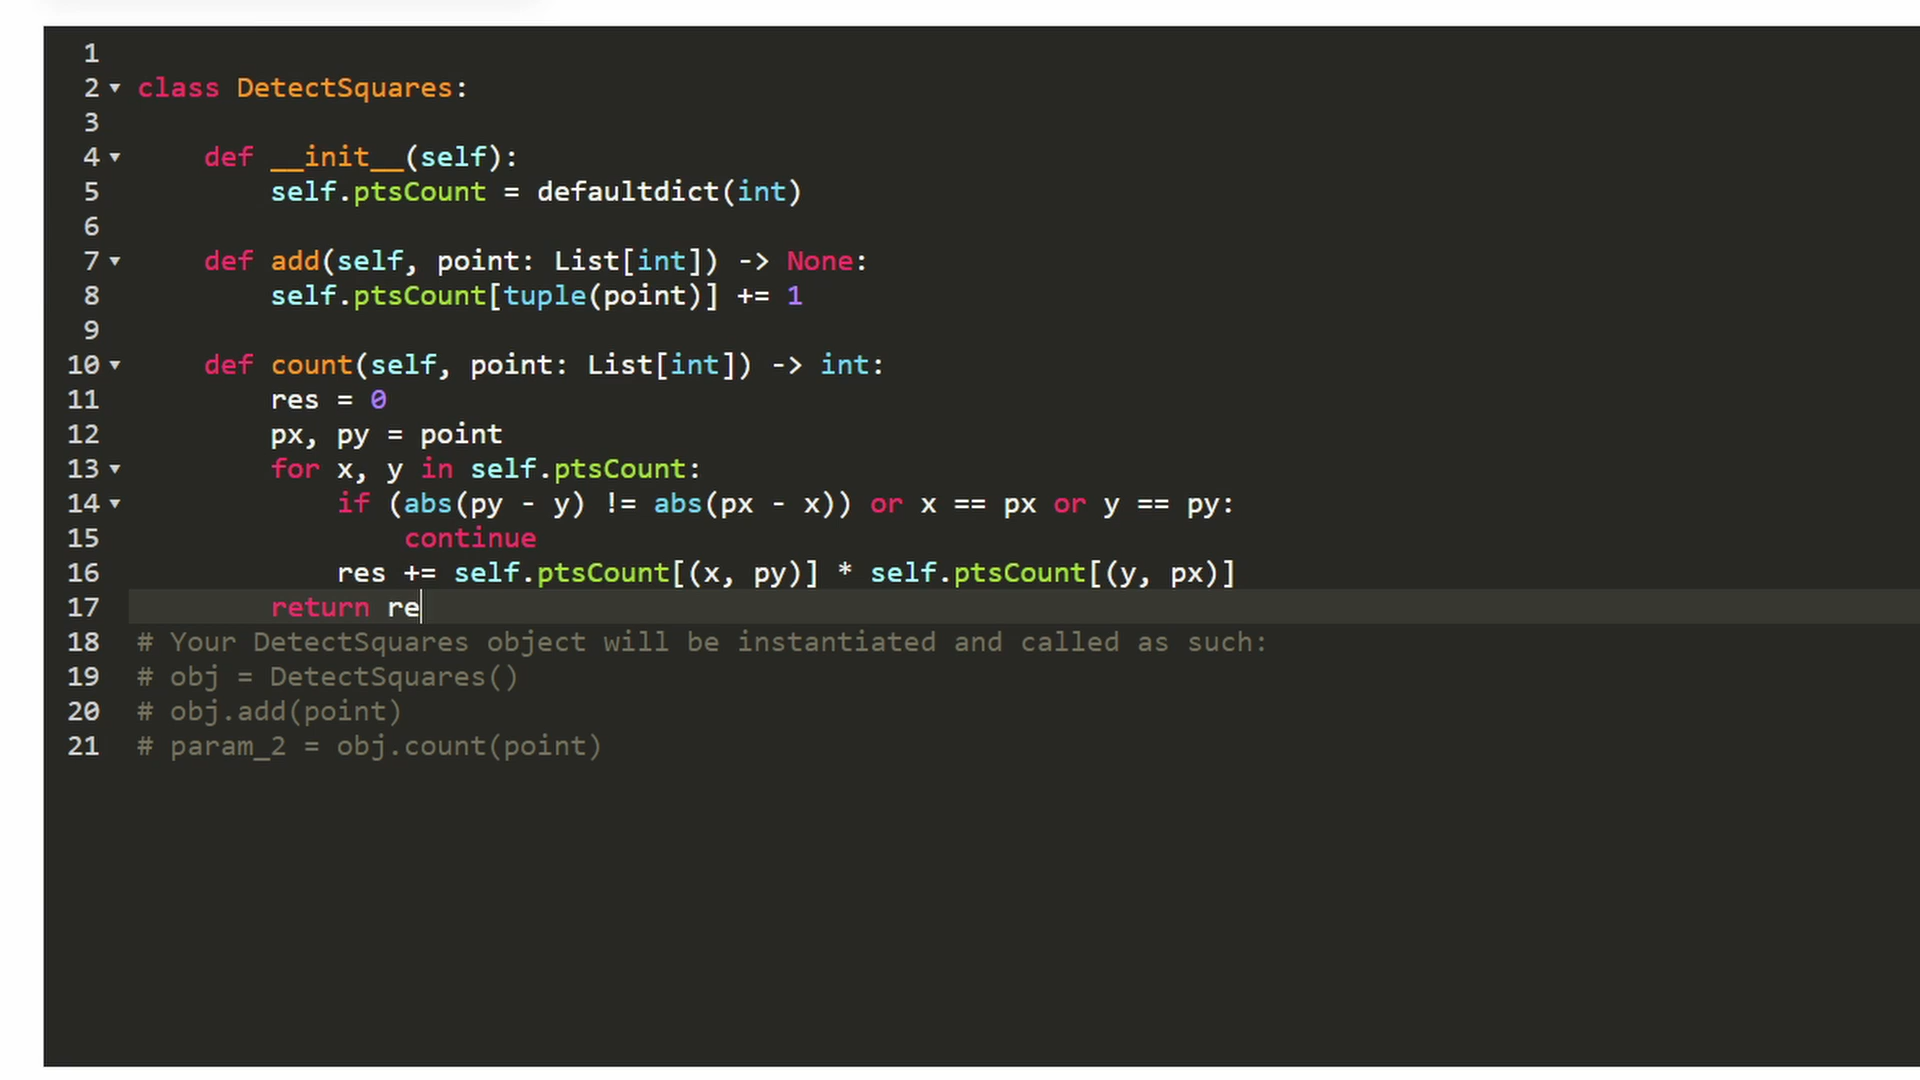 1
2 class DetectSquares:
3
4     def __init__(self):
5         self.ptsCount = defaultdict(int)
6
7     def add(self, point: List[int]) -> None:
8         self.ptsCount[tuple(point)] += 1
9
10     def count(self, point: List[int]) -> int:
11         res = 0
12         px, py = point
13         for x, y in self.ptsCount:
14             if (abs(py - y) != abs(px - x)) or x == px or y == py:
15                 continue
16             res += self.ptsCount[(x, py)] * self.ptsCount[(y, px)]
17         return re
18 # Your DetectSquares object will be instantiated and called as such:
19 # obj = DetectSquares()
20 # obj.add(point)
21 # param_2 = obj.count(point)